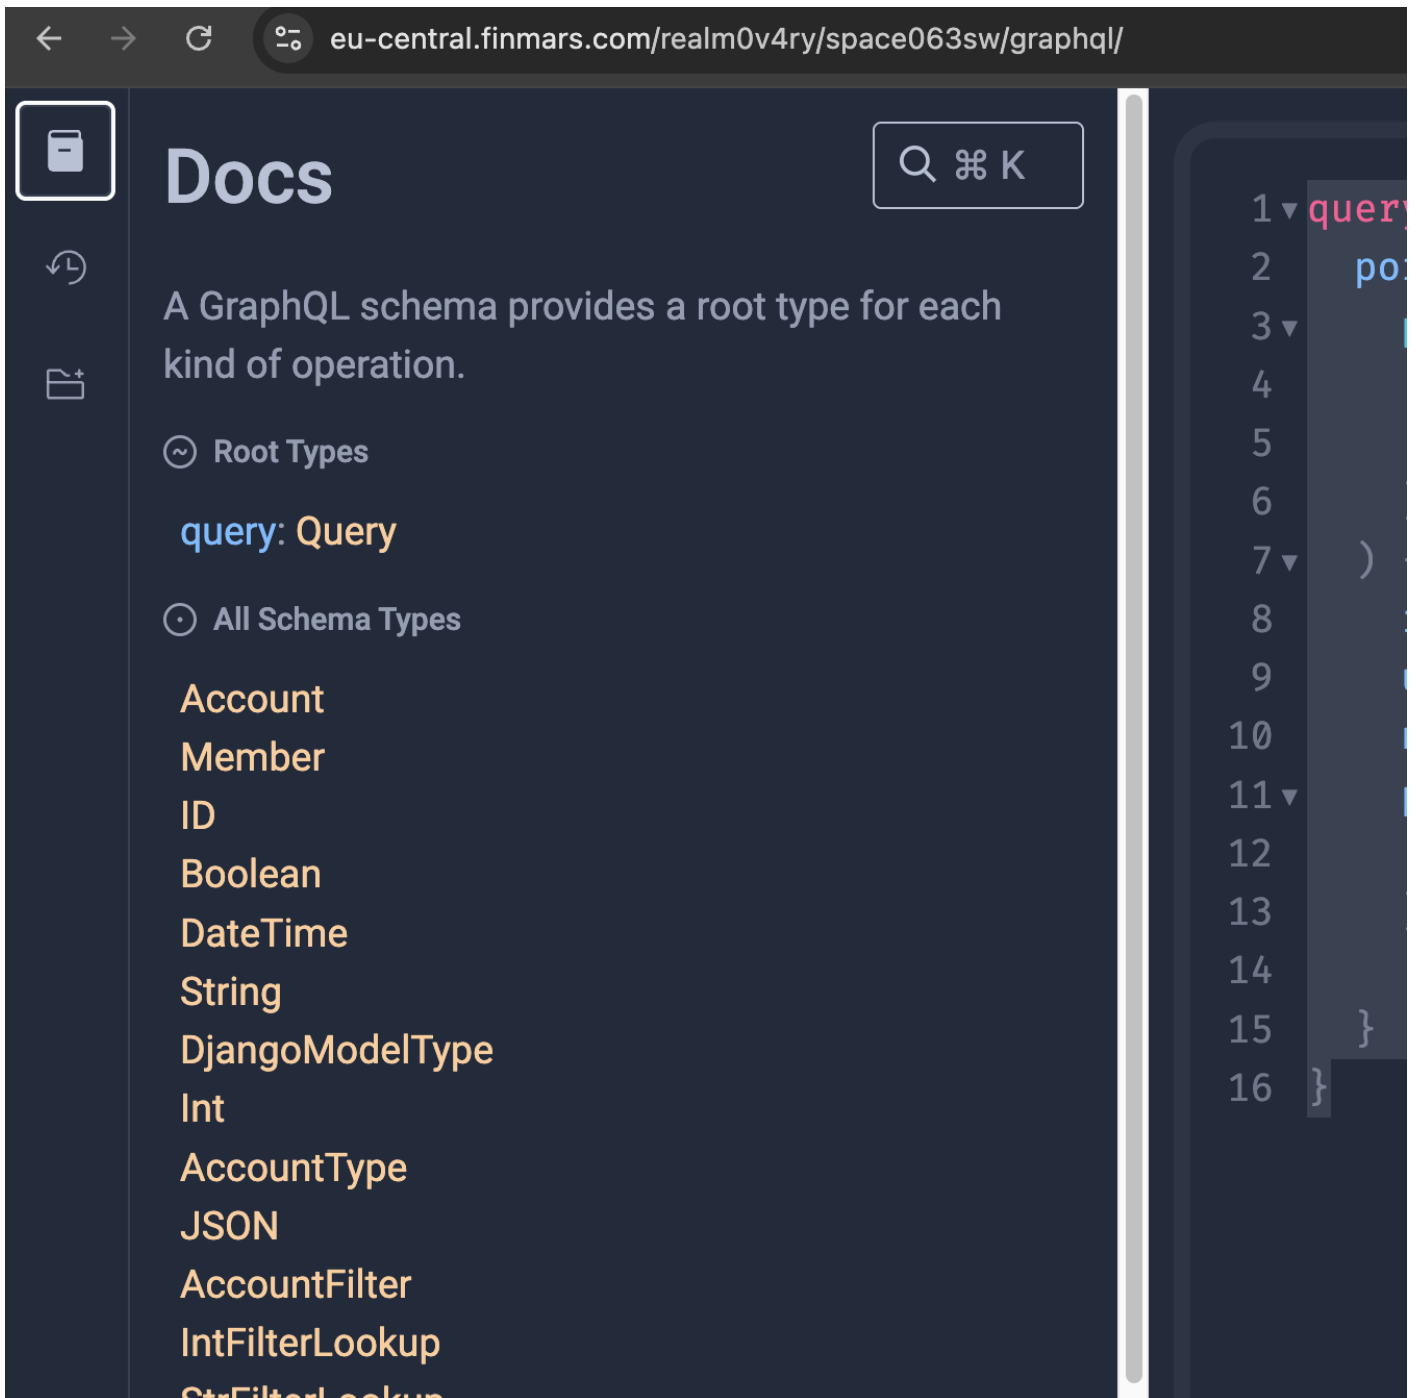 eu-central.finmars.com/realm0v4ry/space063sw/graphql/
Docs
⌘ K
A GraphQL schema provides a root type for each
kind of operation.
Root Types
query: Query
All Schema Types
Account
Member
ID
Boolean
DateTime
String
DjangoModelType
Int
AccountType
JSON
AccountFilter
IntFilterLookup
StrFilterLookup
1 query
2
3
4
5
6
7 )
8
9
10
11
12
13
14
15 }
16 }